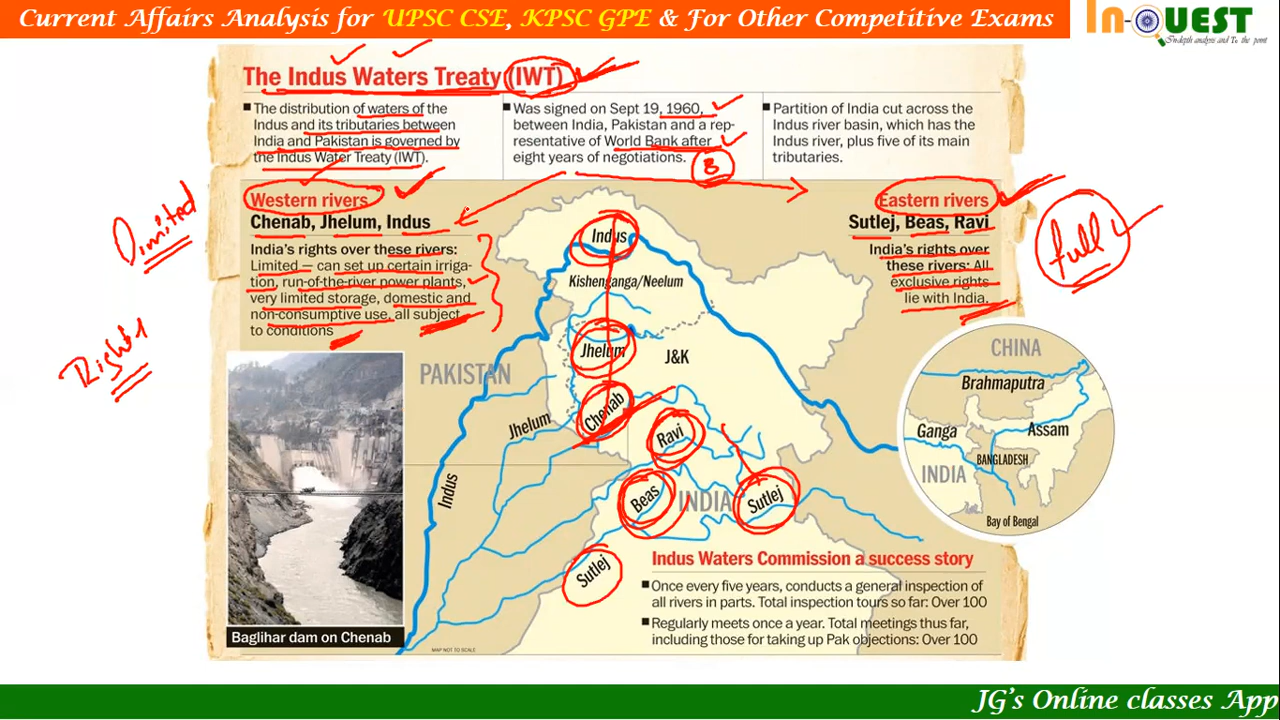 Current Affairs Analysis for UPSC CSE, KPSC GPE & For Other Competitive Exams
In-QUEST
In-depth analysis and To the point
The Indus Waters Treaty (IWT)
■ The distribution of waters of the
Indus and its tributaries between
India and Pakistan is governed by
the Indus Water Treaty (IWT).
■ Was signed on Sept 19, 1960,
between India, Pakistan and a rep-
resentative of World Bank after
eight years of negotiations.
8
■ Partition of India cut across the
Indus river basin, which has the
Indus river, plus five of its main
tributaries.
Western rivers
Chenab, Jhelum, Indus
India's rights over these rivers:
Limited — can set up certain irriga-
tion, run-of-the-river power plants,
very limited storage, domestic and
non-consumptive use, all subject
to conditions
Limited
Rights
Eastern rivers
Sutlej, Beas, Ravi
India's rights over
these rivers: All
exclusive rights
lie with India.
full
Indus
Kishenganga/Neelum
Jhelum
J&K
PAKISTAN
Chenab
Jhelum
Ravi
Indus
Beas
INDIA
Sutlej
Sutlej
CHINA
Brahmaputra
Ganga
Assam
BANGLADESH
INDIA
Bay of Bengal
Baglihar dam on Chenab
MAP NOT TO SCALE
Indus Waters Commission a success story
■ Once every five years, conducts a general inspection of
all rivers in parts. Total inspection tours so far: Over 100
■ Regularly meets once a year. Total meetings thus far,
including those for taking up Pak objections: Over 100
JG's Online classes App